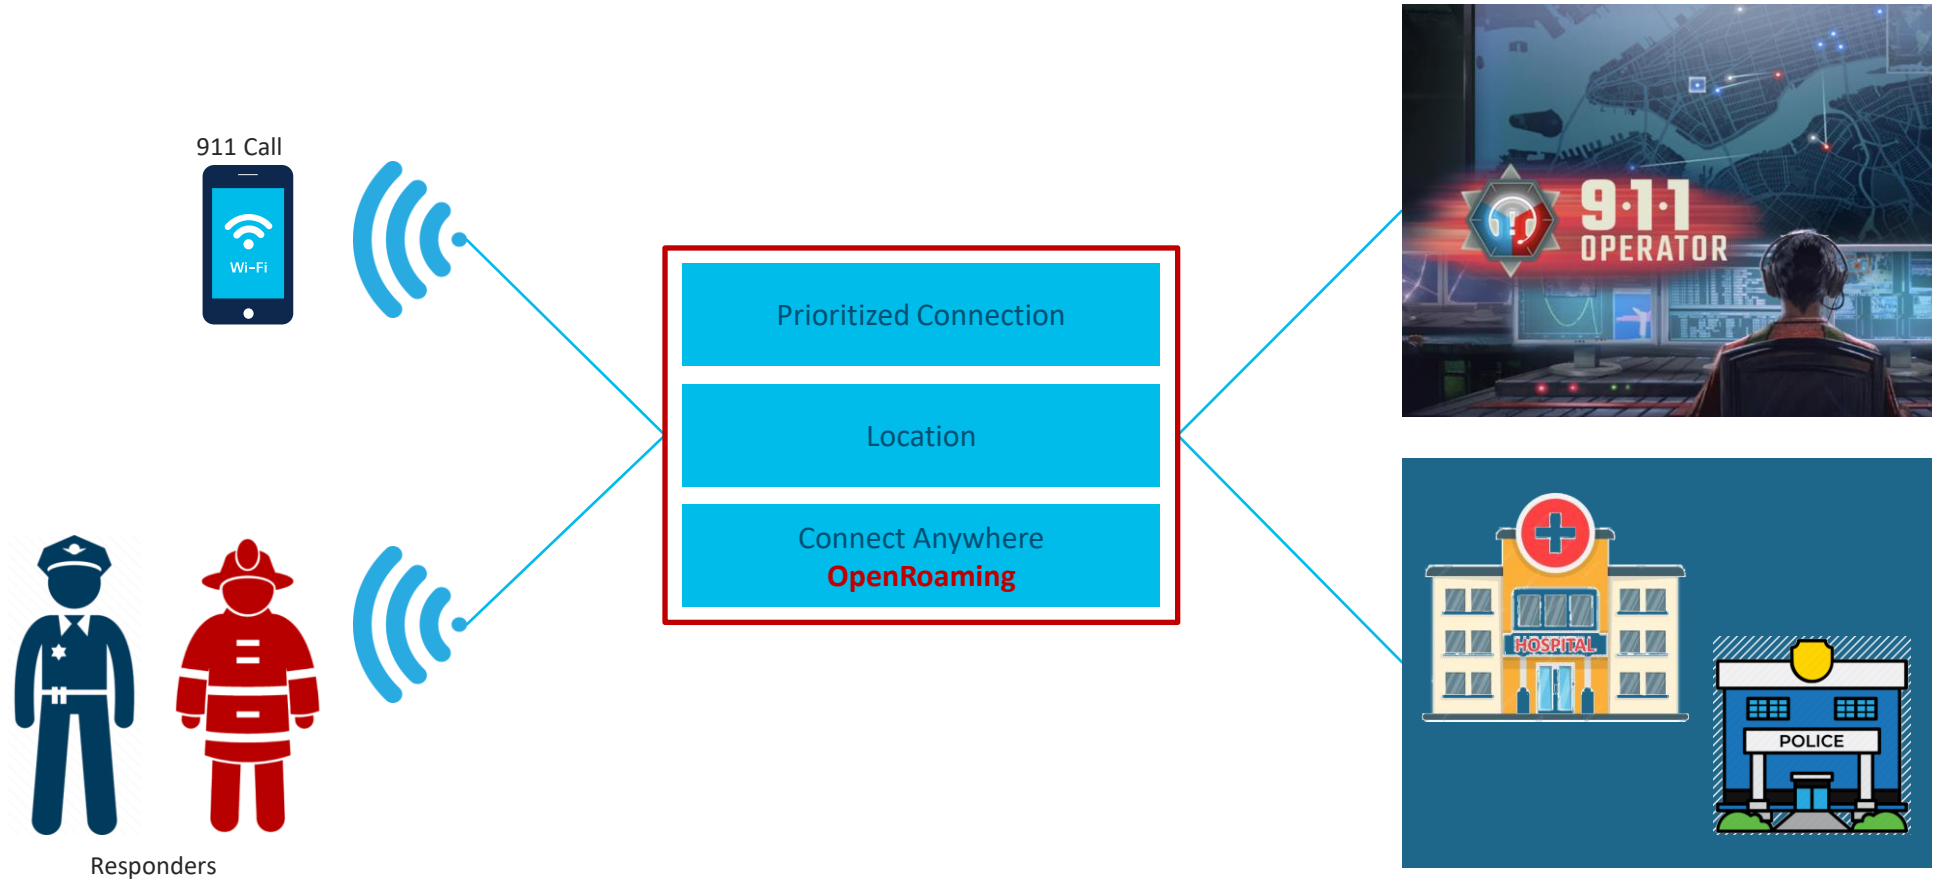 911 Call
Wi-Fi
Responders
Prioritized Connection
Location
Connect Anywhere
OpenRoaming
9·1·1
OPERATOR
HOSPITAL
POLICE